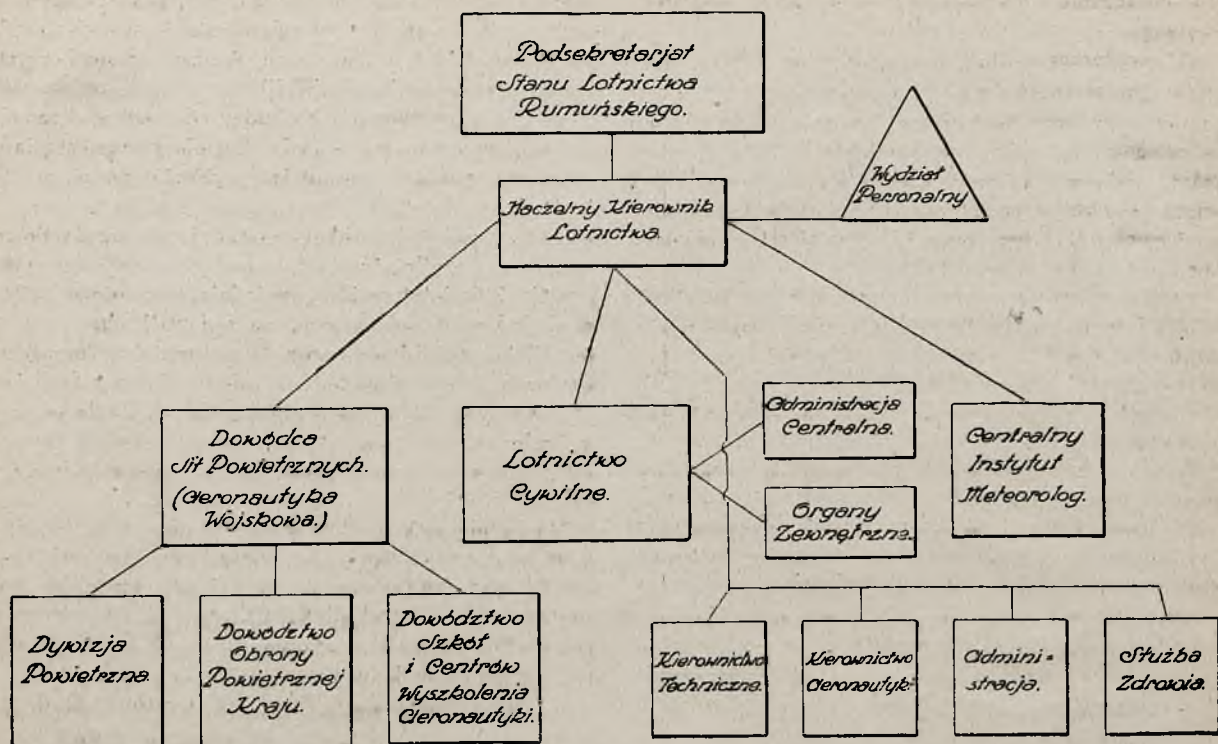 Podsekretarjat
Stanu Lotnictwa
Rumuńskiego.
Wydział
Personalny
Naczelny Kierownik
Lotnictwa
Dowódca
Sił Powietrznych.
(Aeronautyka
Wojskowa.)
Lotnictwo
Cywilne.
Administracja
Centralna.
Organy
Zewnętrzne.
Centralny
Instytut
Meteorolog.
Dywizja
Powietrzna.
Dowództwo
Obrony
Powietrznej
Kraju.
Dowództwo
Szkół
i Centrów
Wyszkolenia
Aeronautyki.
Kierownictwo
Techniczne.
Kierownictwo
Aeronautyki
Admini-
stracja.
Służba
Zdrowia.